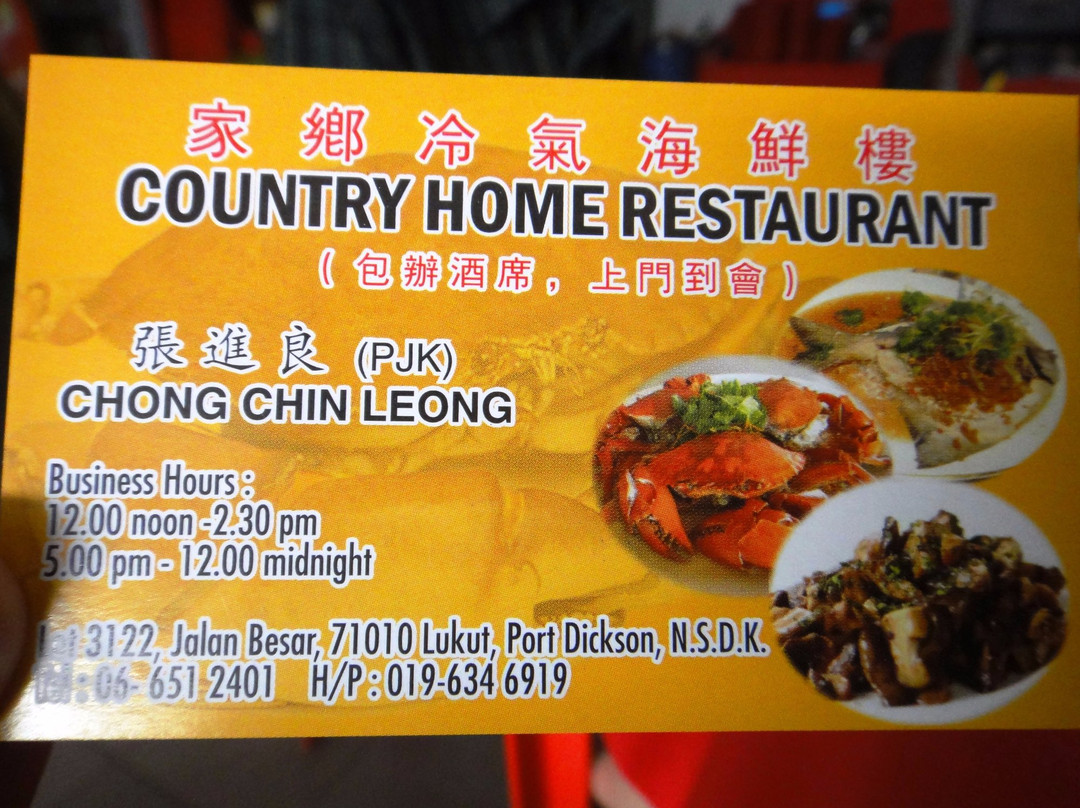 家鄉冷氣海鮮樓
COUNTRY HOME RESTAURANT
(包辦酒席，上門到會)
張進良 (PJK)
CHONG CHIN LEONG
Business Hours :
12.00 noon -2.30 pm
5.00 pm - 12.00 midnight
Lot 3122, Jalan Besar, 71010 Lukut, Port Dickson, N.S.D.K.
Tel : 06- 651 2401 H/P : 019-634 6919